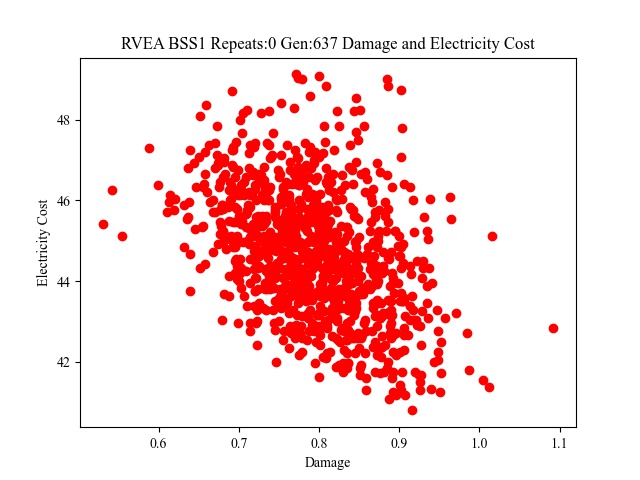 RVEA BSS1 Repeats:0 Gen:637 Damage and Electricity Cost
48
46
44
42
Electricity Cost
0.6 0.7 0.8 0.9 1.0 1.1
Damage